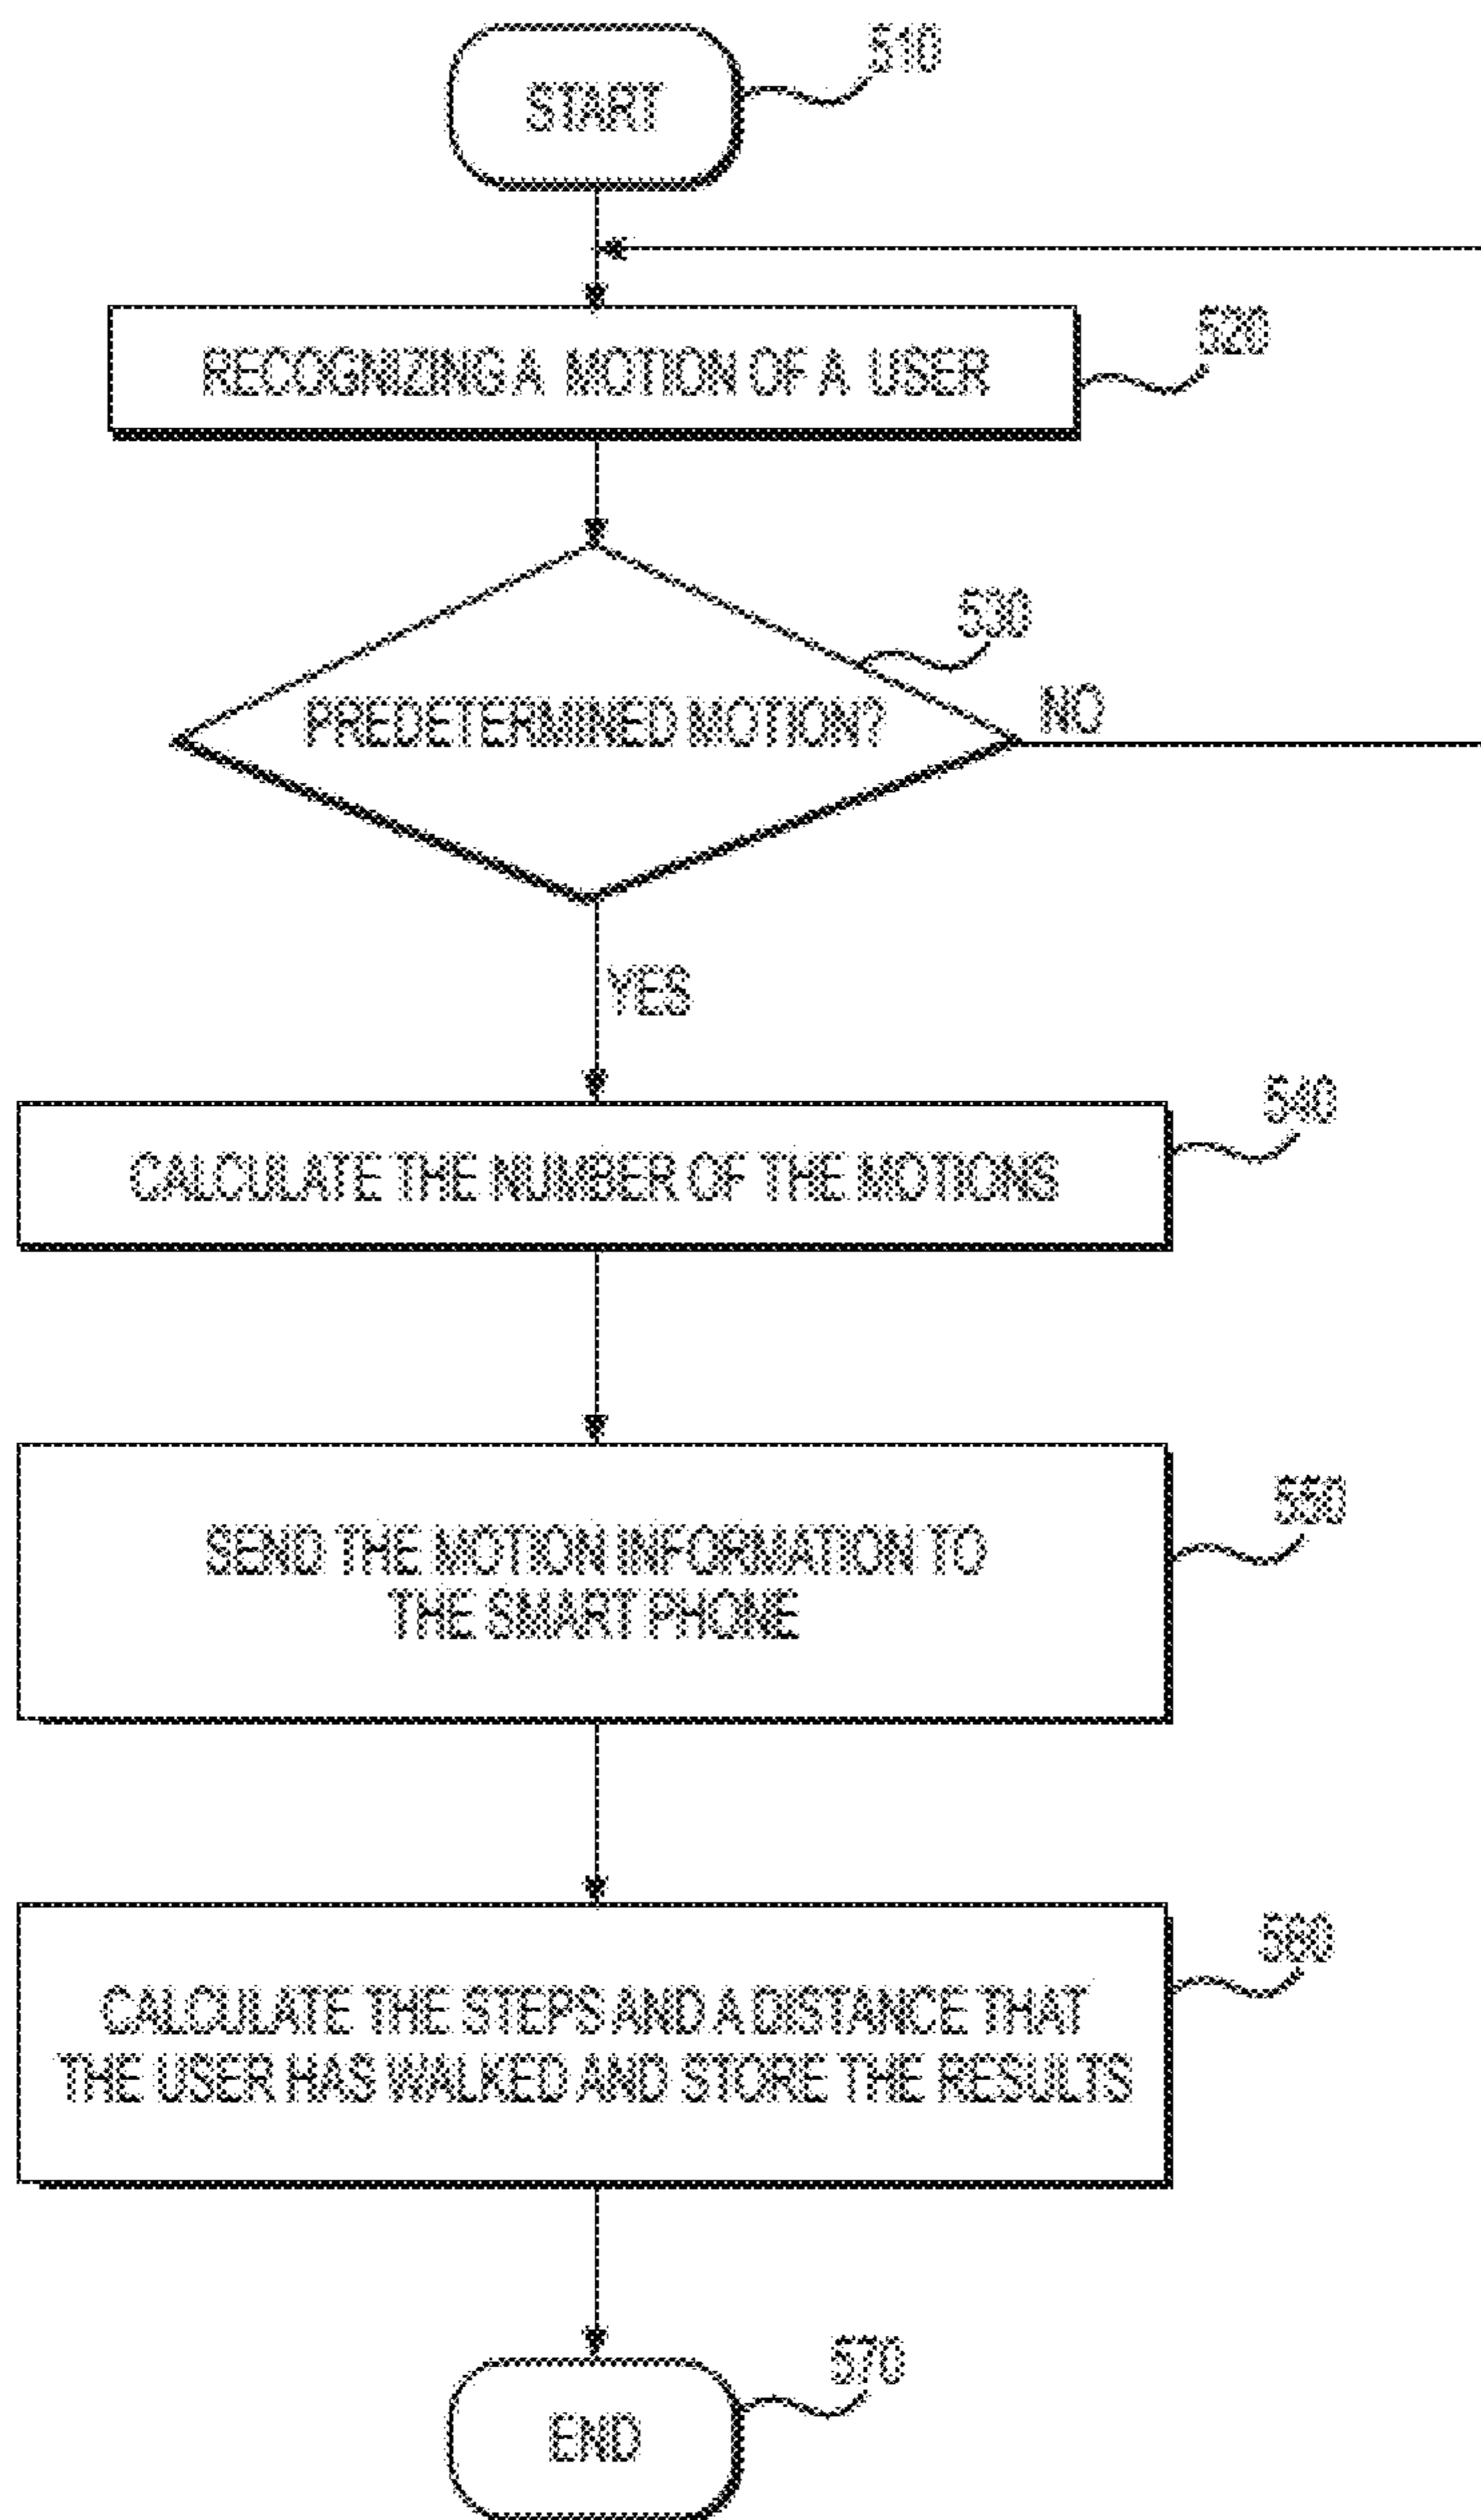 510
START
520
RECOGNIZING A MOTION OF A USER
530
PREDETERMINED MOTION?
NO
YES
540
CALCULATE THE NUMBER OF THE MOTIONS
550
SEND THE MOTION INFORMATION TO
THE SMART PHONE
560
CALCULATE THE STEPS AND A DISTANCE THAT
THE USER HAS WALKED AND STORE THE RESULTS
570
END